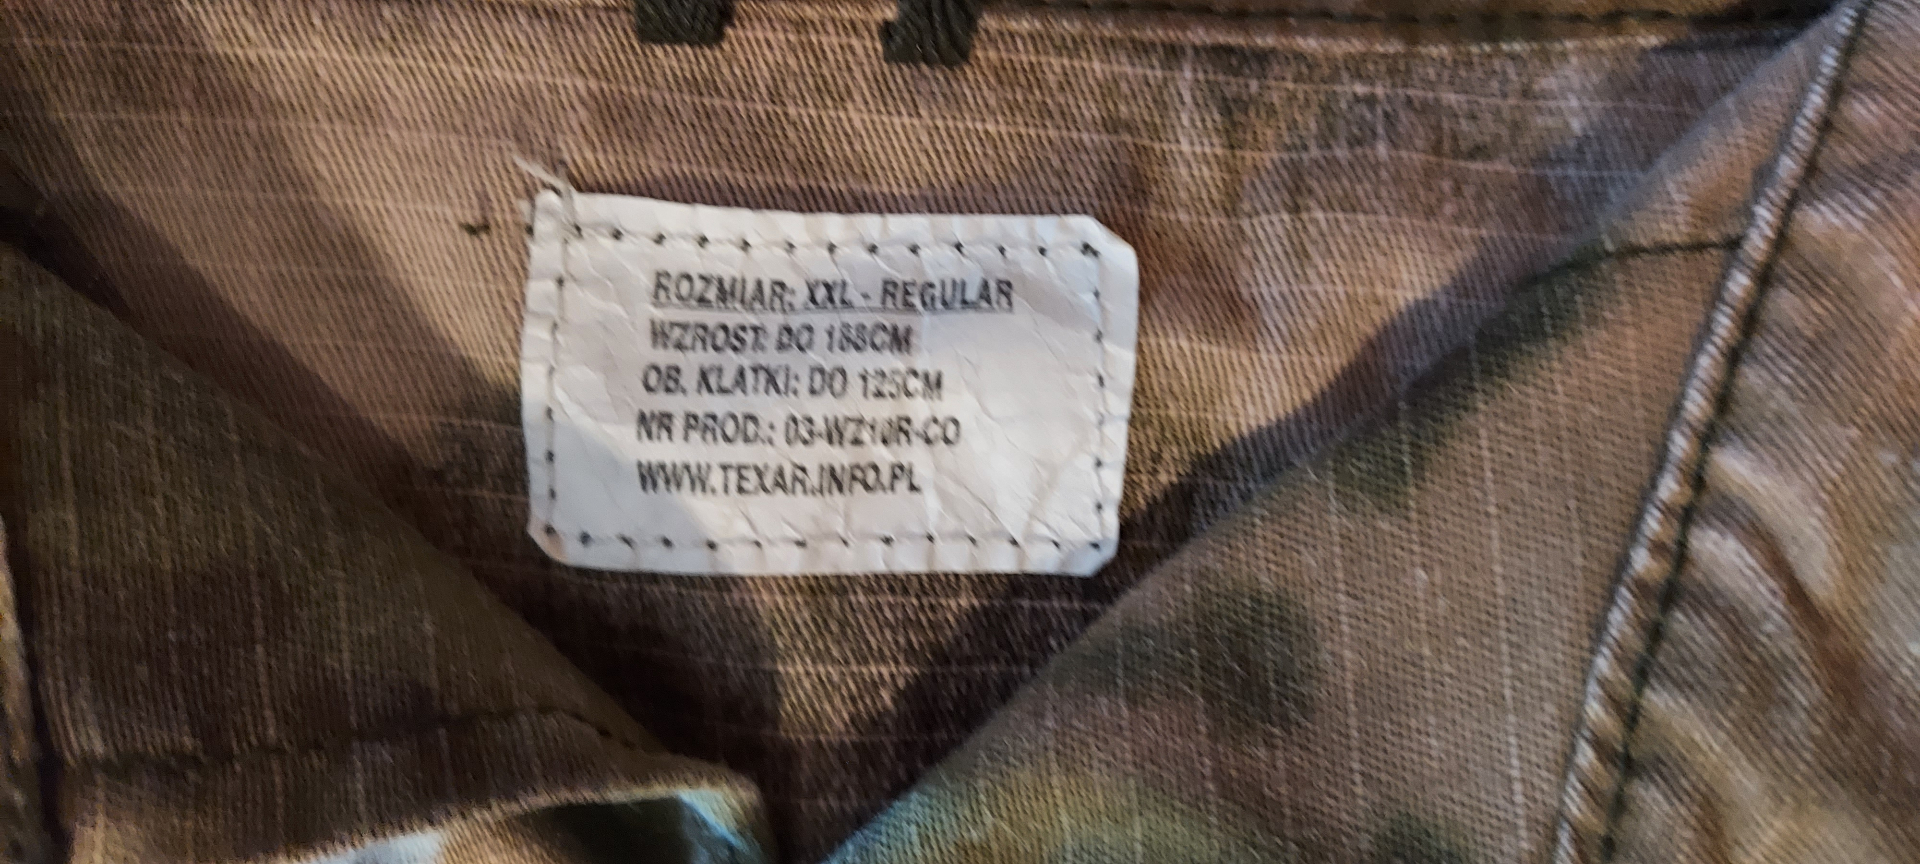 ROZMIAR: XXL - REGULAR
WZROST: DO 188CM
OB. KLATKI: DO 125CM
NR PROD.: 03-WZ10R-CO
WWW.TEXAR.INFO.PL